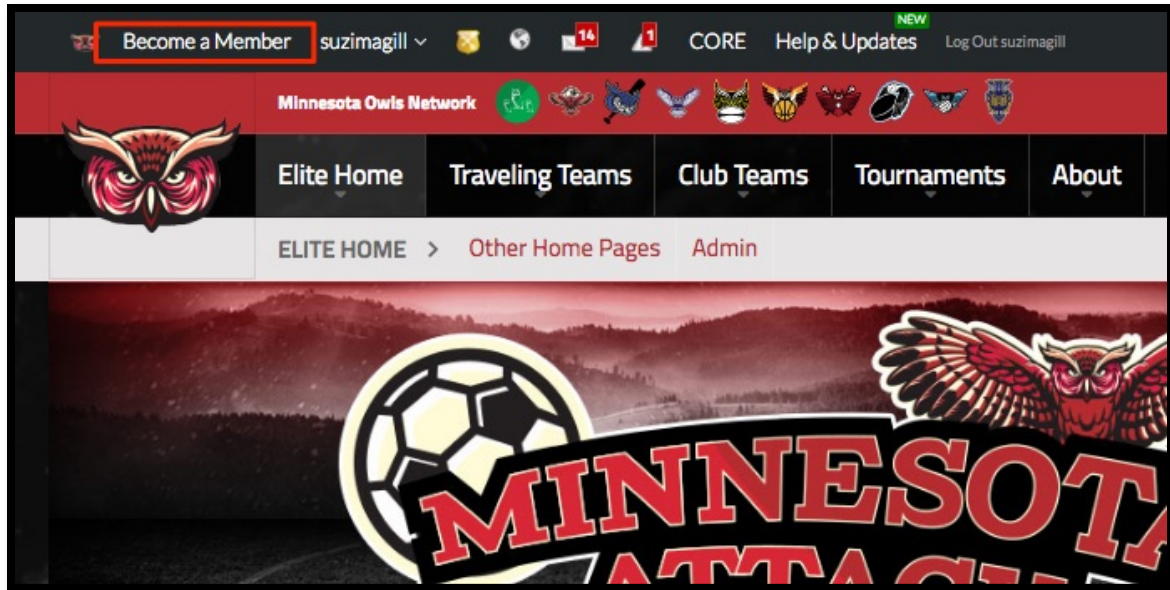 Become a Member suzimagill 14 1 CORE Help & Updates NEW Log Out suzimagill
Minnesota Owls Network
Elite Home Traveling Teams Club Teams Tournaments About
ELITE HOME > Other Home Pages Admin
MINNESOTA
ATTACK